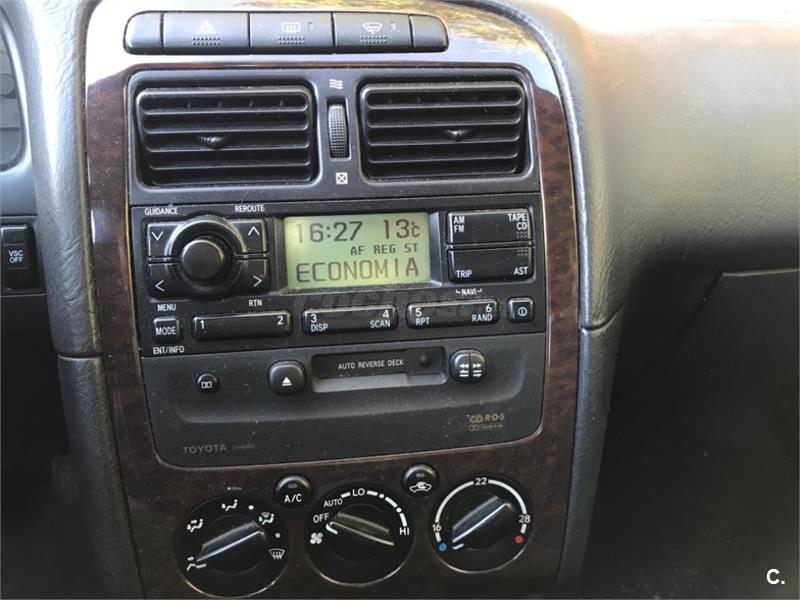 GUIDANCE REROUTE
16:27 13°C
AF REG ST
ECONOMIA
AM TAPE
FM CD
TRIP AST
MENU RTN NAVI
MODE 1 2 3 4 5 6
DISP SCAN RPT RAND
ENT/INFO
AUTO REVERSE DECK
TOYOTA
R·D·S
VSC
OFF
A/C
AUTO LO
OFF HI
22
16 28
C.